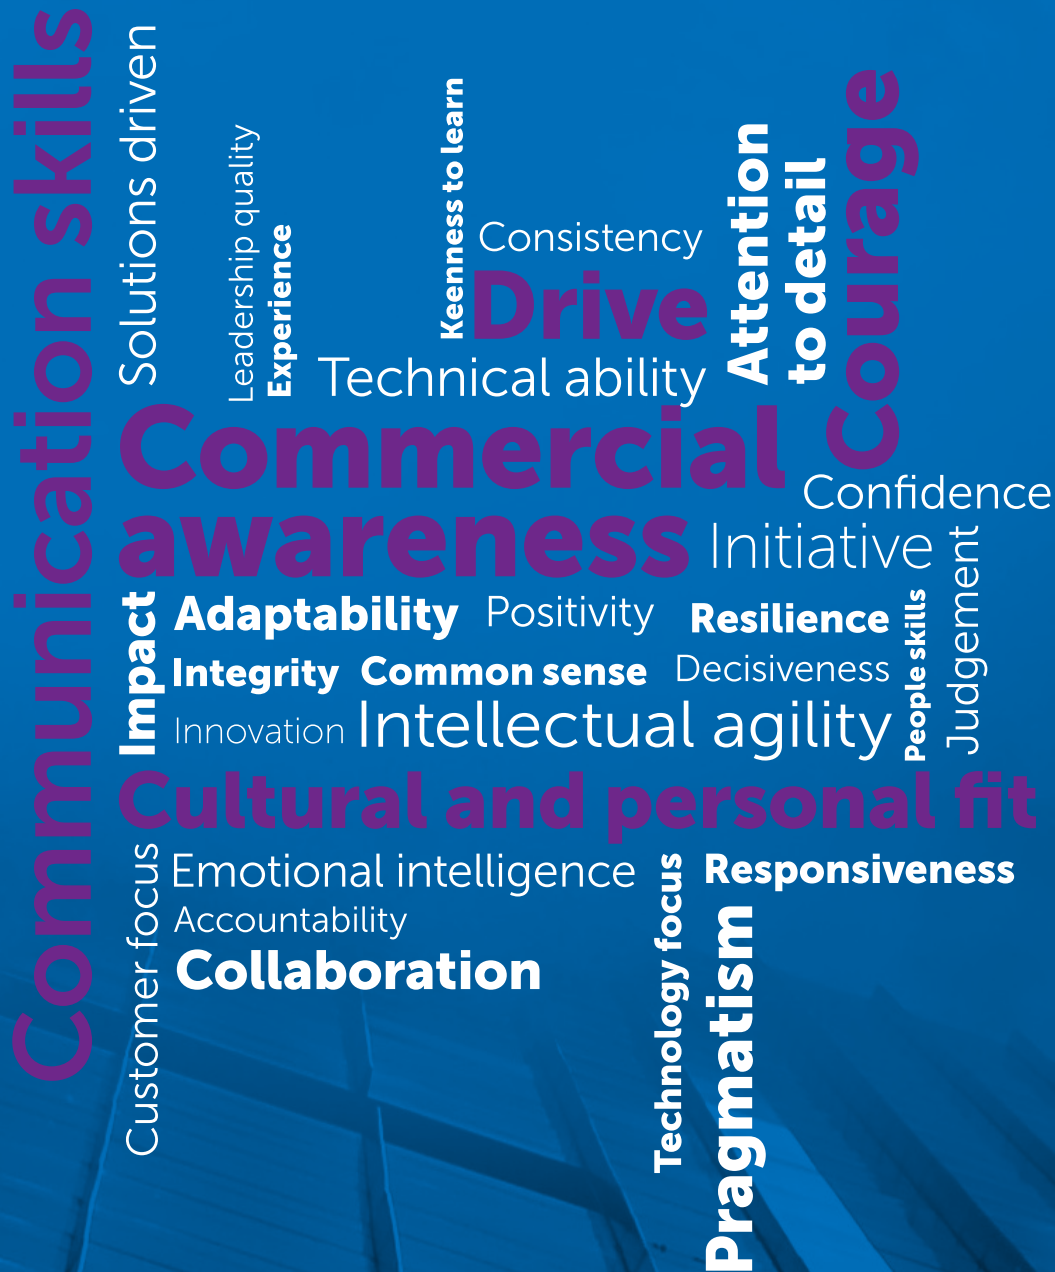 Communication skills
Solutions driven
Leadership quality
Experience
Keenness to learn
Consistency
Drive
Technical ability
Attention
to detail
Courage
Commercial
awareness
Confidence
Initiative
Judgement
Impact
Adaptability
Positivity
Resilience
People skills
Integrity
Common sense
Decisiveness
Innovation
Intellectual agility
Cultural and personal fit
Customer focus
Emotional intelligence
Accountability
Collaboration
Technology focus
Responsiveness
Pragmatism